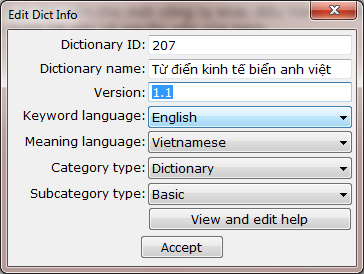 Edit Dict Info
Dictionary ID: 207
Dictionary name: Từ điển kinh tế biển anh việt
Version: 1.1
Keyword language: English
Meaning language: Vietnamese
Category type: Dictionary
Subcategory type: Basic
View and edit help
Accept